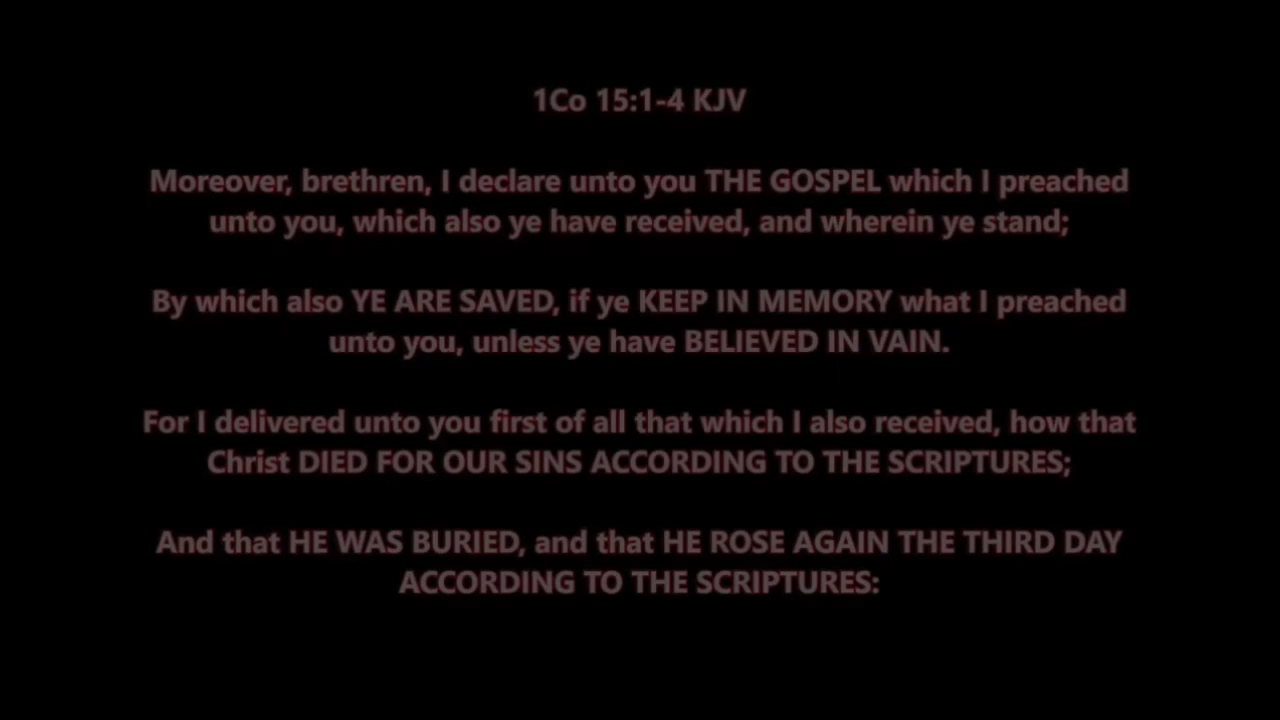 1Co 15:1-4 KJV
Moreover, brethren, I declare unto you THE GOSPEL which I preached
unto you, which also ye have received, and wherein ye stand;
By which also YE ARE SAVED, if ye KEEP IN MEMORY what I preached
unto you, unless ye have BELIEVED IN VAIN.
For I delivered unto you first of all that which I also received, how that
Christ DIED FOR OUR SINS ACCORDING TO THE SCRIPTURES;
And that HE WAS BURIED, and that HE ROSE AGAIN THE THIRD DAY
ACCORDING TO THE SCRIPTURES: